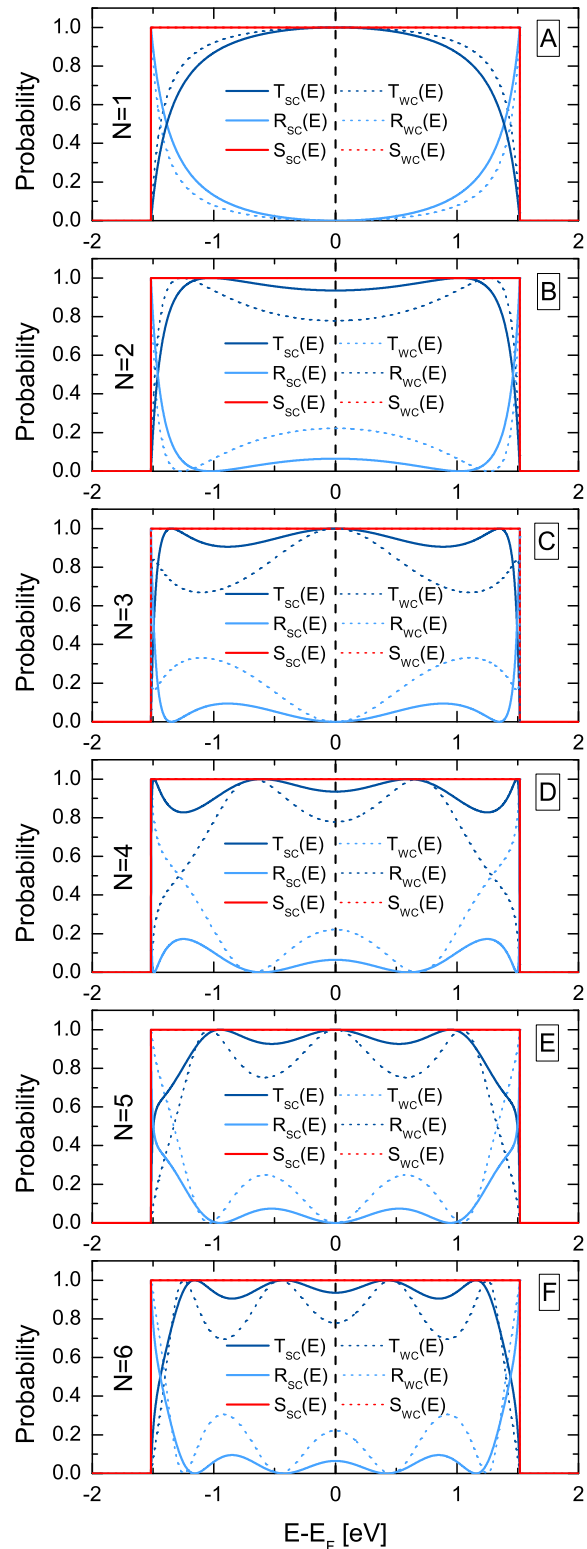 A
1.0
0.8
0.6
0.4
0.2
0.0
Probability
N=1
T_SC(E) T_WC(E)
R_SC(E) R_WC(E)
S_SC(E) S_WC(E)
-2 -1 0 1 2
B
1.0
0.8
0.6
0.4
0.2
0.0
Probability
N=2
T_SC(E) T_WC(E)
R_SC(E) R_WC(E)
S_SC(E) S_WC(E)
-2 -1 0 1 2
C
1.0
0.8
0.6
0.4
0.2
0.0
Probability
N=3
T_SC(E) T_WC(E)
R_SC(E) R_WC(E)
S_SC(E) S_WC(E)
-2 -1 0 1 2
D
1.0
0.8
0.6
0.4
0.2
0.0
Probability
N=4
T_SC(E) T_WC(E)
R_SC(E) R_WC(E)
S_SC(E) S_WC(E)
-2 -1 0 1 2
E
1.0
0.8
0.6
0.4
0.2
0.0
Probability
N=5
T_SC(E) T_WC(E)
R_SC(E) R_WC(E)
S_SC(E) S_WC(E)
-2 -1 0 1 2
F
1.0
0.8
0.6
0.4
0.2
0.0
Probability
N=6
T_SC(E) T_WC(E)
R_SC(E) R_WC(E)
S_SC(E) S_WC(E)
-2 -1 0 1 2
E-E_F [eV]